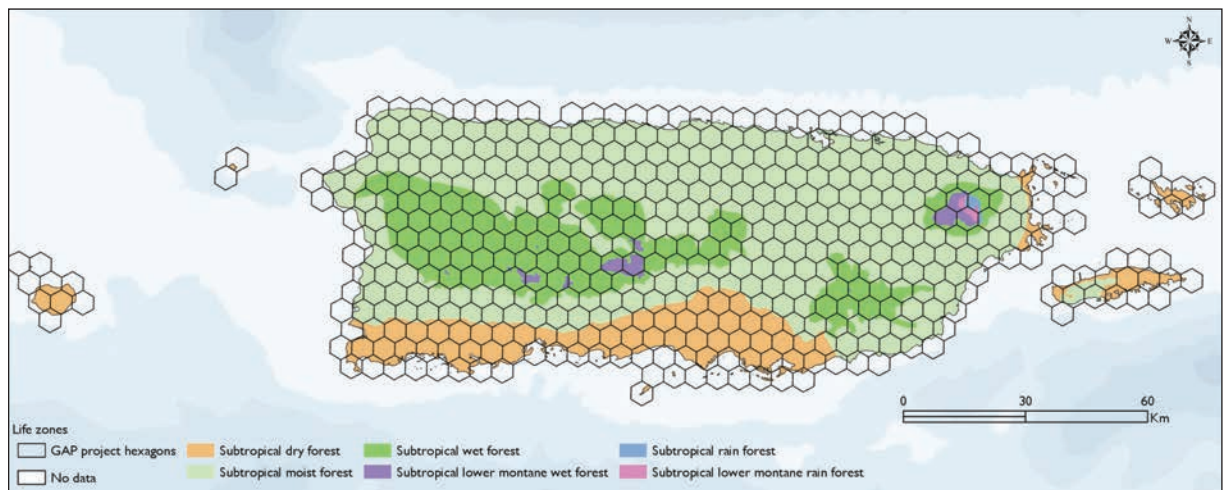 N
W E
S
0 30 60
Km
Life zones
GAP project hexagons Subtropical dry forest Subtropical wet forest Subtropical rain forest
No data Subtropical moist forest Subtropical lower montane wet forest Subtropical lower montane rain forest